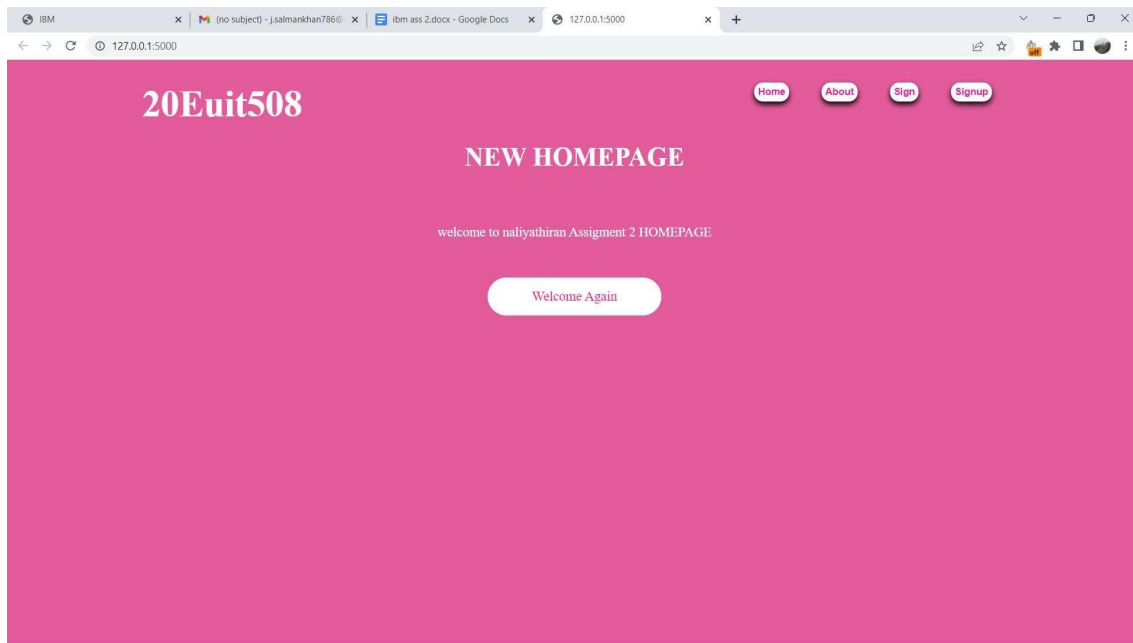 IBM
(no subject) - j.salmankhan786@
ibm ass 2.docx - Google Docs
127.0.0.1:5000
127.0.0.1:5000
off
20Euit508
Home
About
Sign
Signup
NEW HOMEPAGE
welcome to naliyathiran Assigment 2 HOMEPAGE
Welcome Again